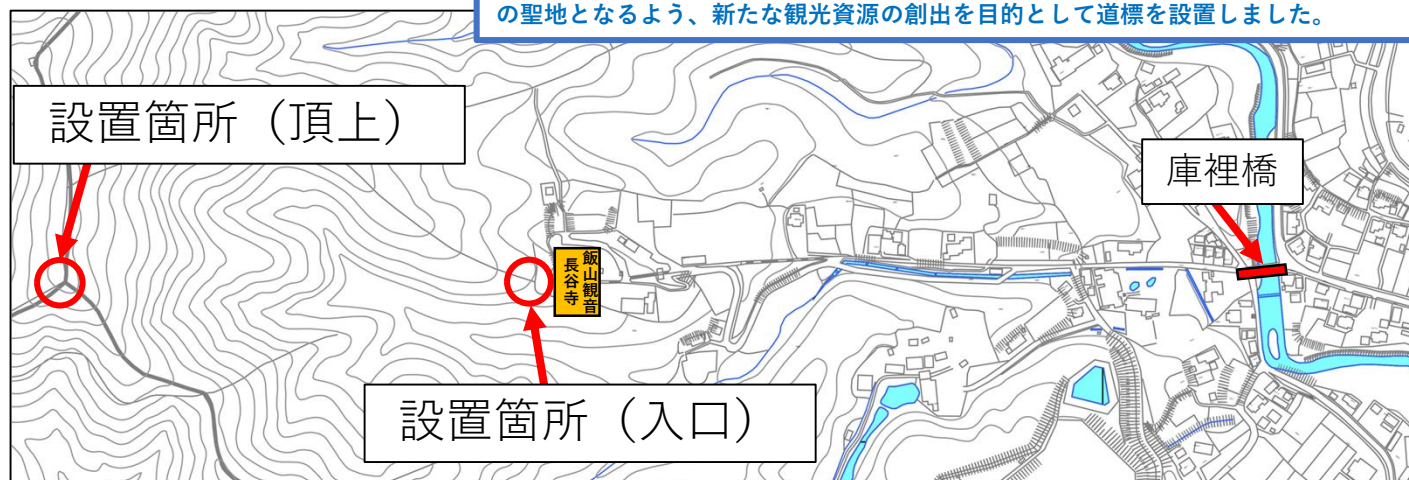 の聖地となるよう、新たな観光資源の創出を目的として道標を設置しました。
設置箇所（頂上）
庫裡橋
飯山観音
長谷寺
設置箇所（入口）